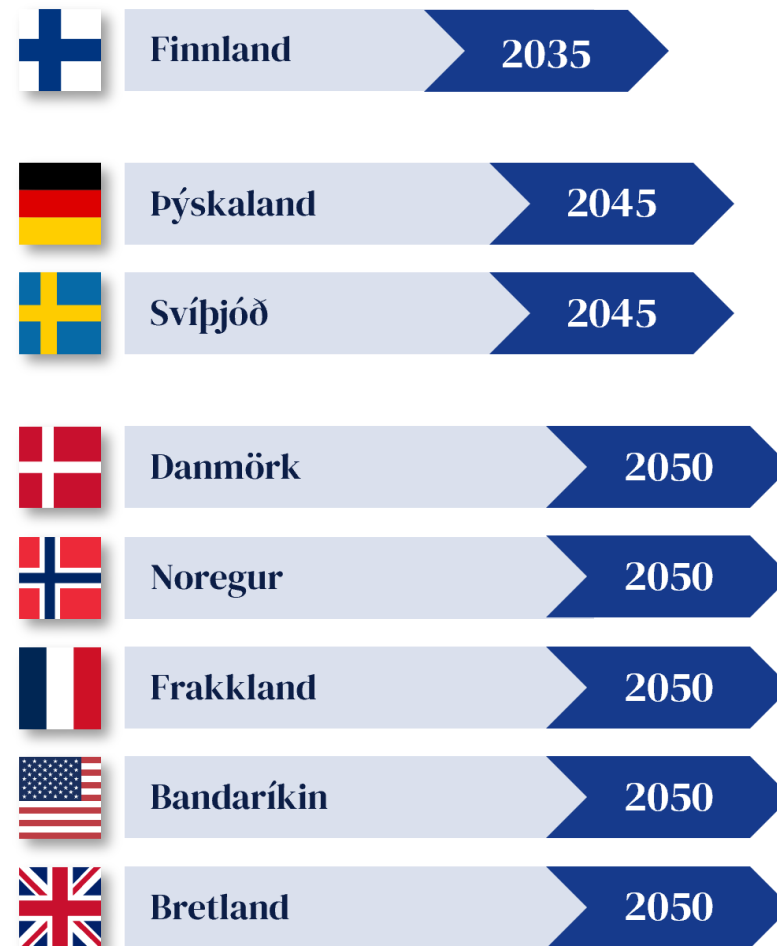 Finnland 2035
Þýskaland 2045
Svíþjóð 2045
Danmörk 2050
Noregur 2050
Frakkland 2050
Bandaríkin 2050
Bretland 2050